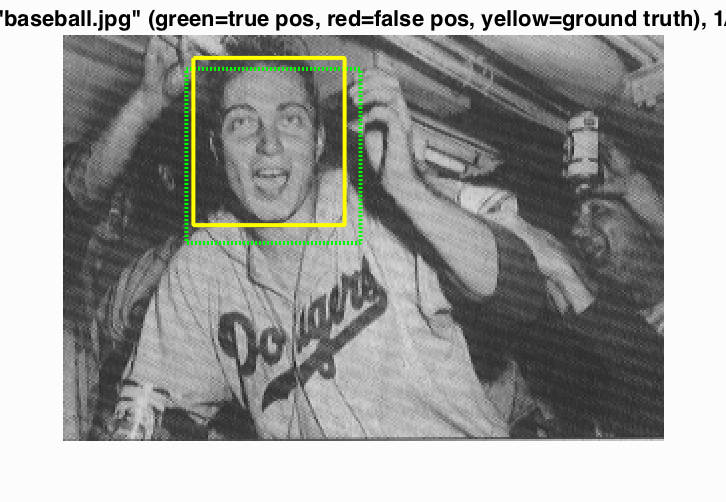 "baseball.jpg" (green=true pos, red=false pos, yellow=ground truth), 1/
Dodgers